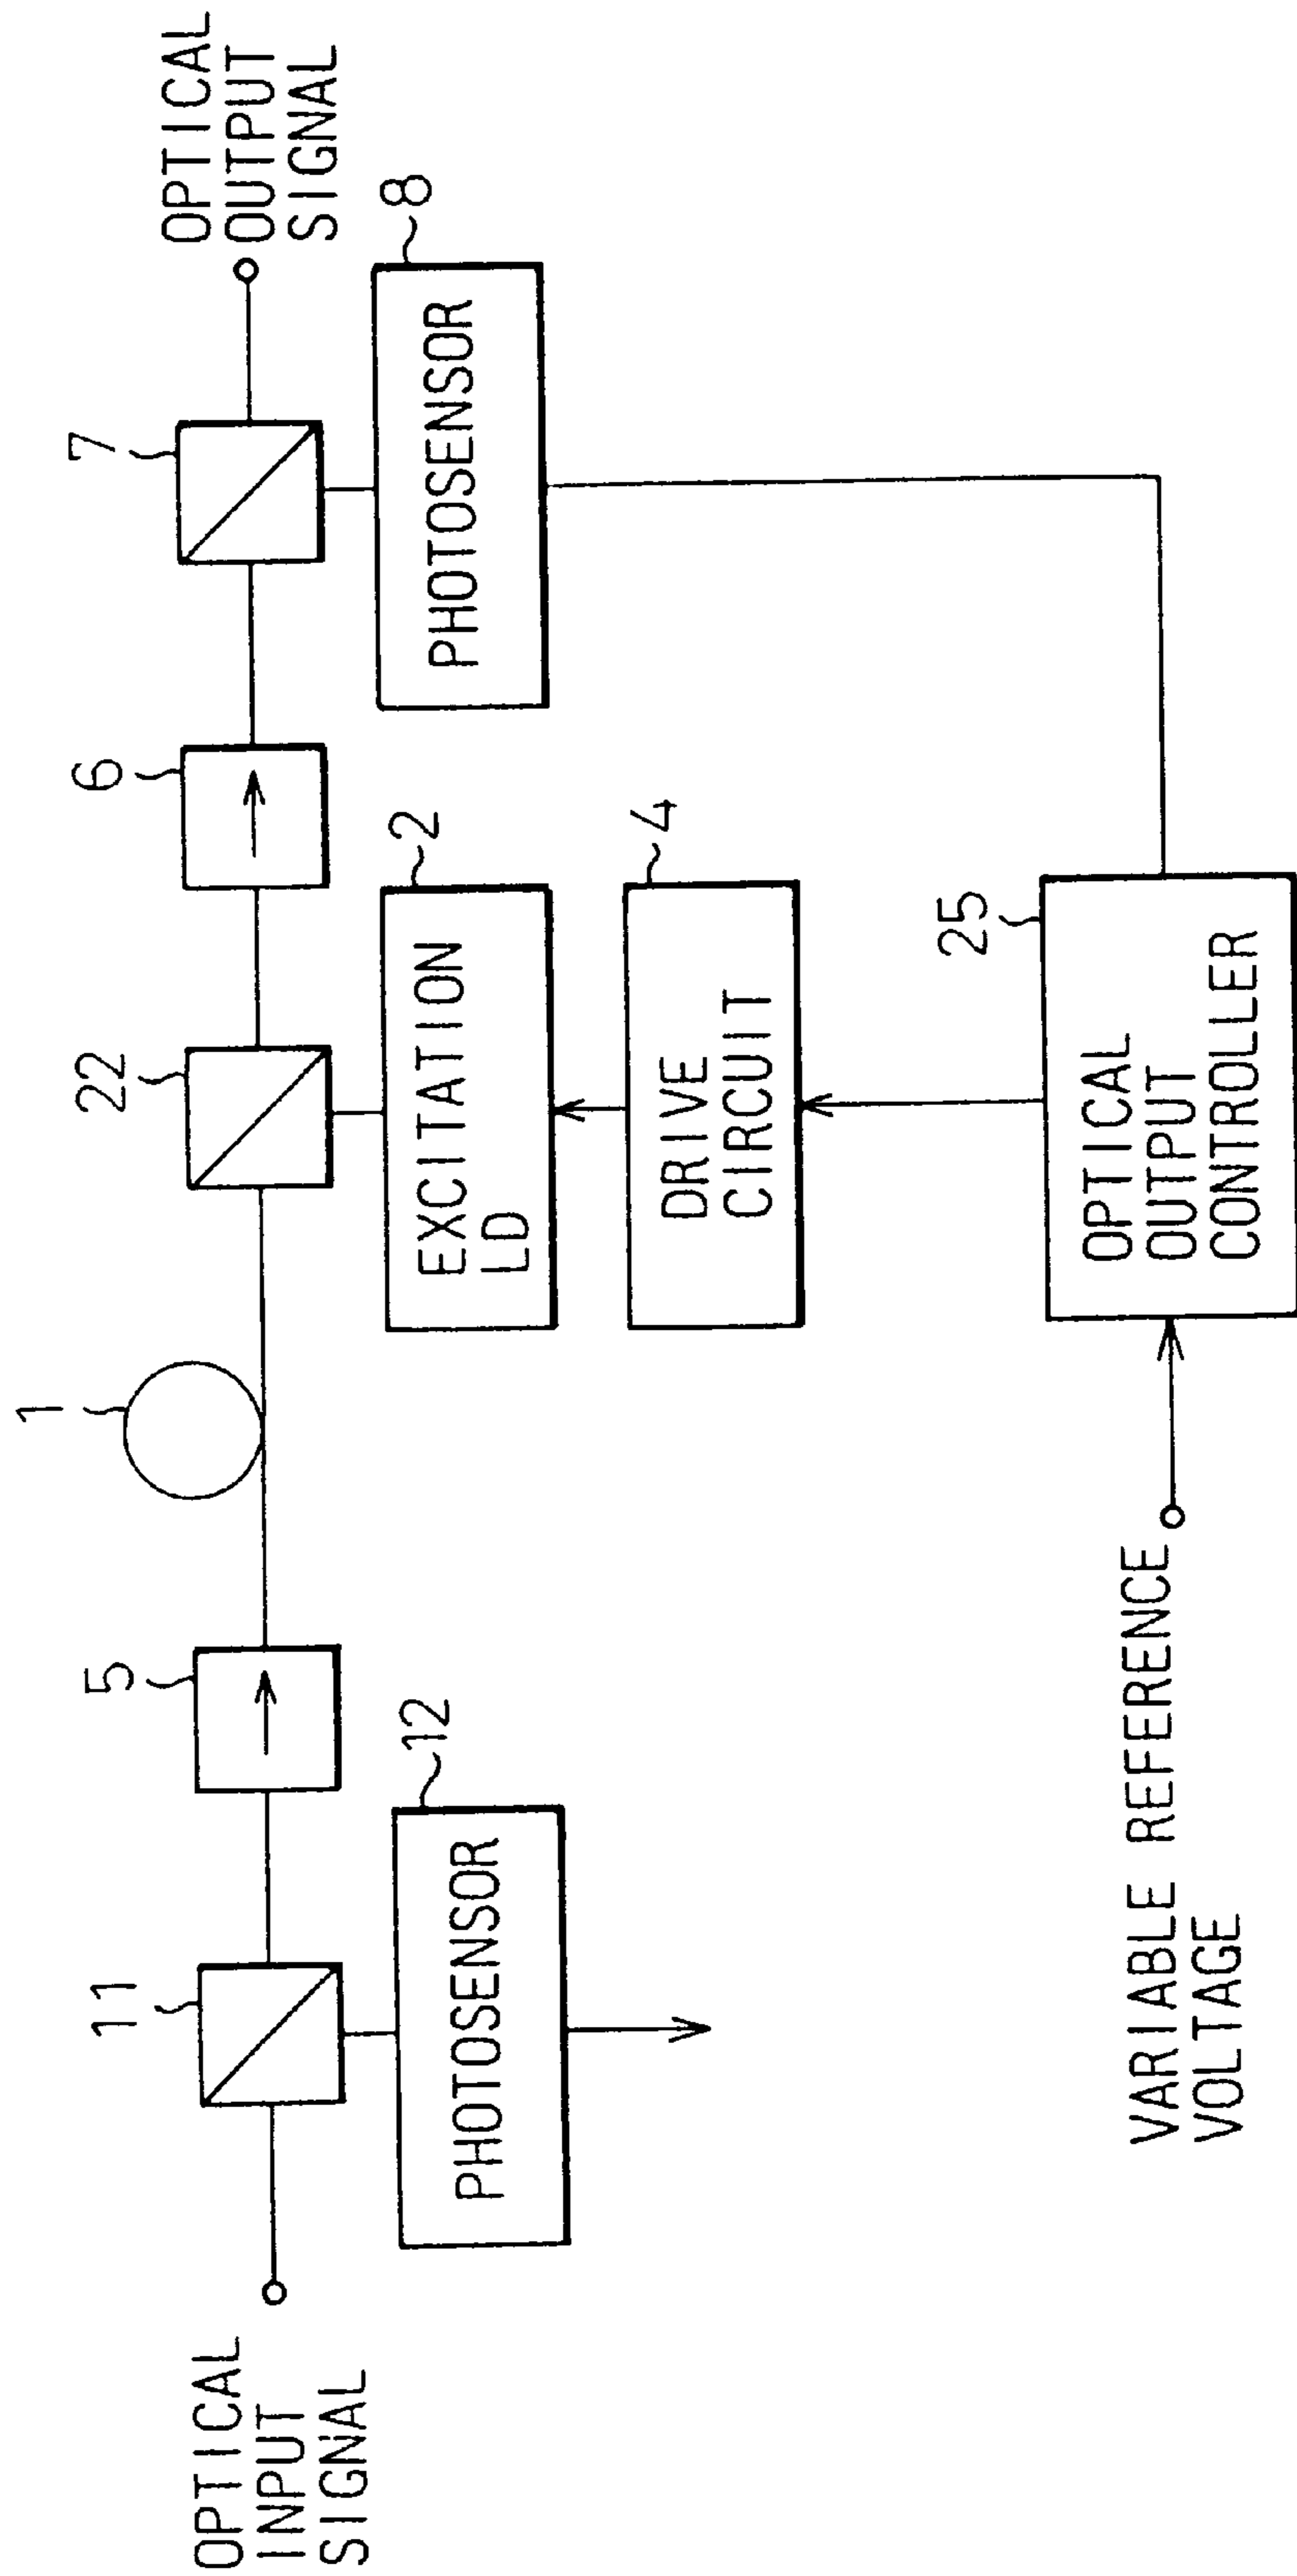 OPTICAL
INPUT
SIGNAL
11
PHOTOSENSOR
12
5
1
22
EXCITATION
LD
2
DRIVE
CIRCUIT
4
6
7
PHOTOSENSOR
8
OPTICAL
OUTPUT
SIGNAL
VARIABLE REFERENCE
VOLTAGE
OPTICAL
OUTPUT
CONTROLLER
25